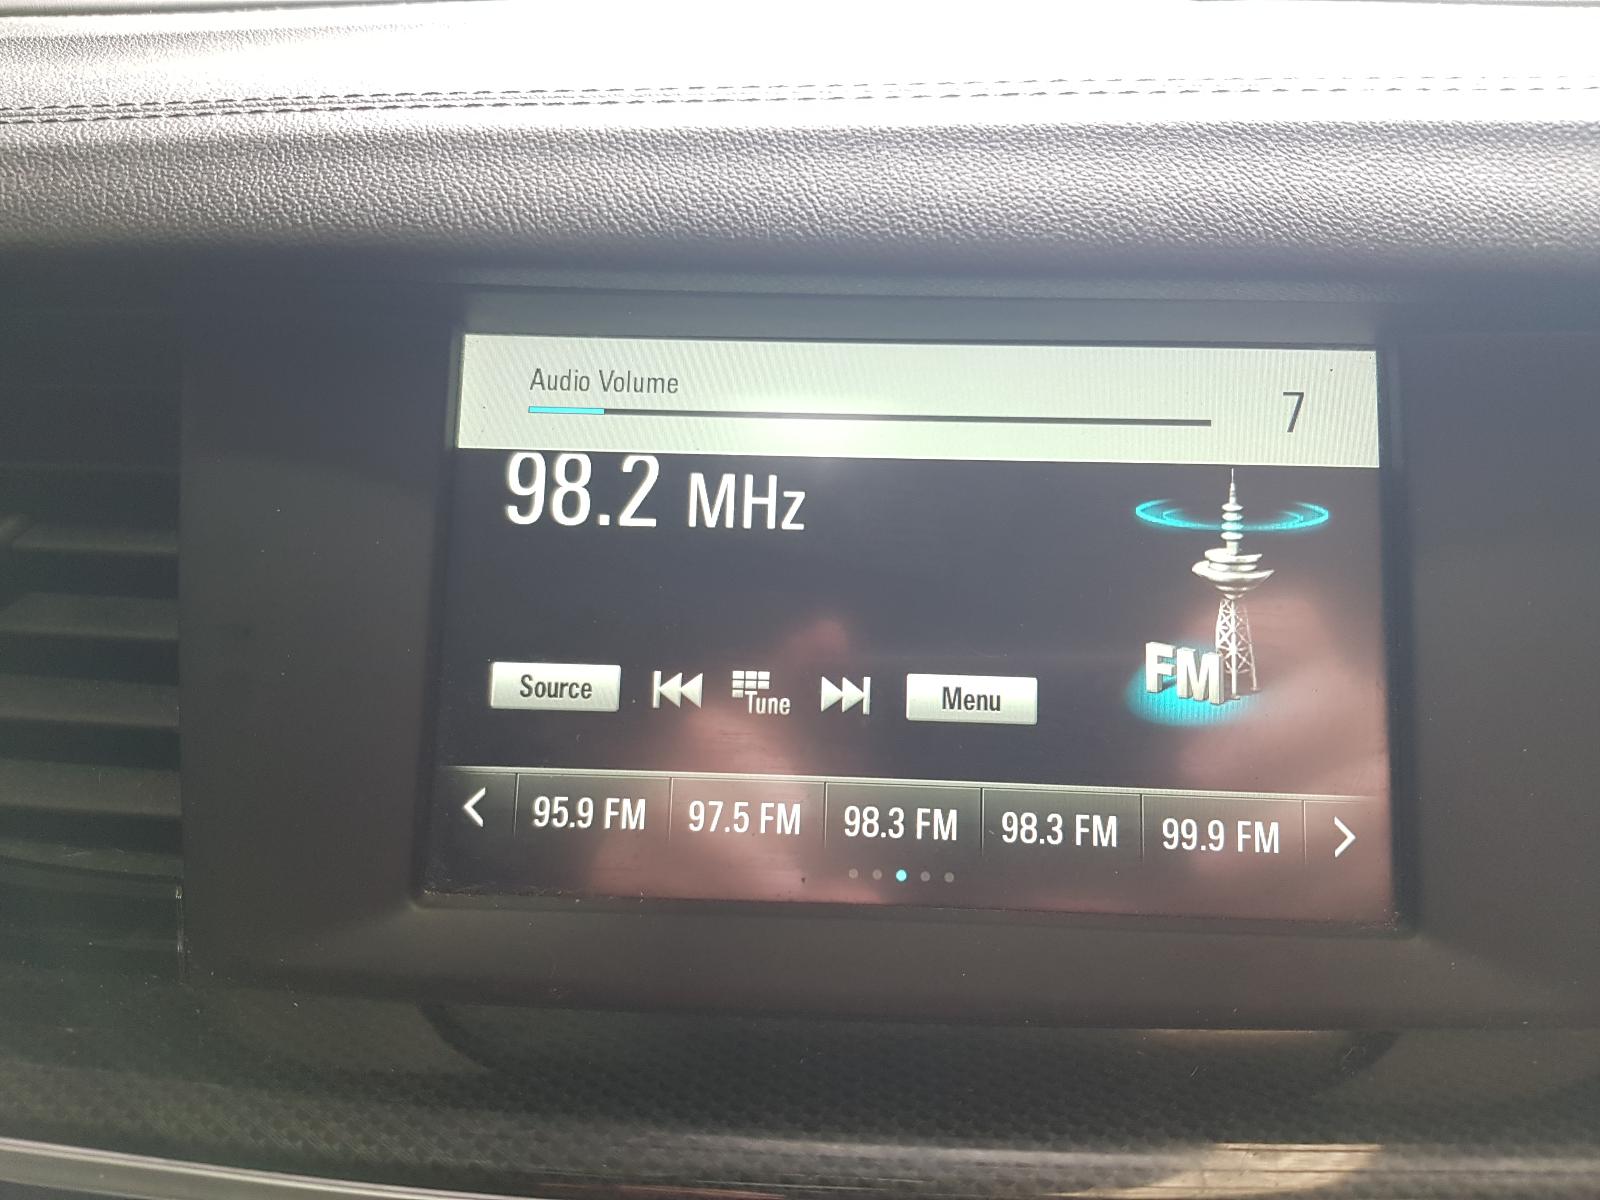 Audio Volume 7
98.2 MHz
Source Tune Menu
FM
95.9 FM 97.5 FM 98.3 FM 98.3 FM 99.9 FM